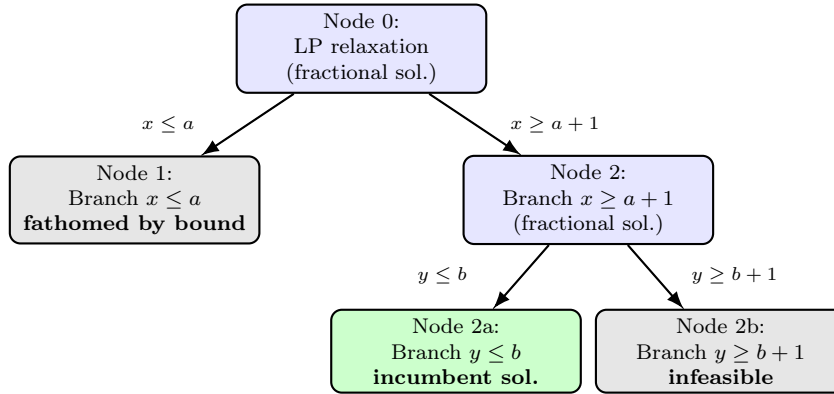 Node 0:
LP relaxation
(fractional sol.)
x ≤ a
x ≥ a + 1
Node 1:
Branch x ≤ a
fathomed by bound
Node 2:
Branch x ≥ a + 1
(fractional sol.)
y ≤ b
y ≥ b + 1
Node 2a:
Branch y ≤ b
incumbent sol.
Node 2b:
Branch y ≥ b + 1
infeasible